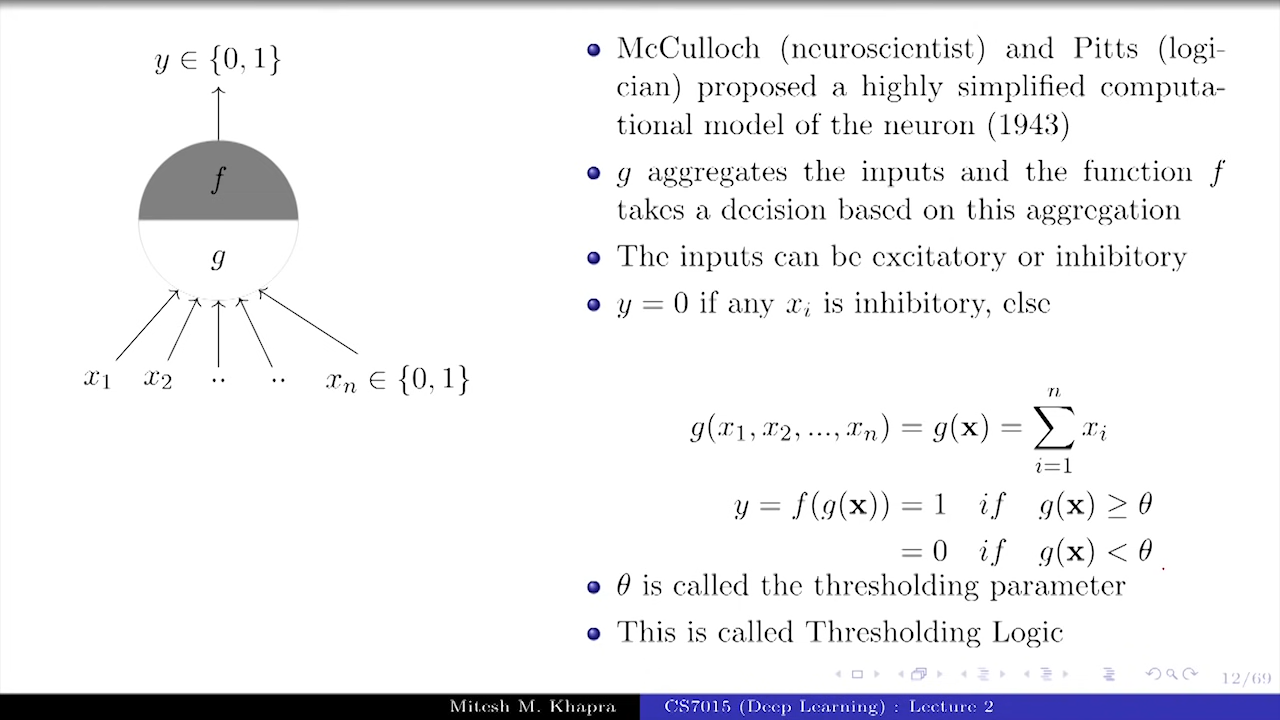 y ∈ {0, 1}
f
g
x₁ x₂ .. .. xₙ ∈ {0, 1}
McCulloch (neuroscientist) and Pitts (logi-
cian) proposed a highly simplified computa-
tional model of the neuron (1943)
g aggregates the inputs and the function f
takes a decision based on this aggregation
The inputs can be excitatory or inhibitory
y = 0 if any xᵢ is inhibitory, else
g(x₁, x₂, ..., xₙ) = g(x) = ∑ⁿᵢ₌₁ xᵢ
y = f(g(x)) = 1 if g(x) ≥ θ
= 0 if g(x) < θ
θ is called the thresholding parameter
This is called Thresholding Logic
12/69
Mitesh M. Khapra CS7015 (Deep Learning) : Lecture 2